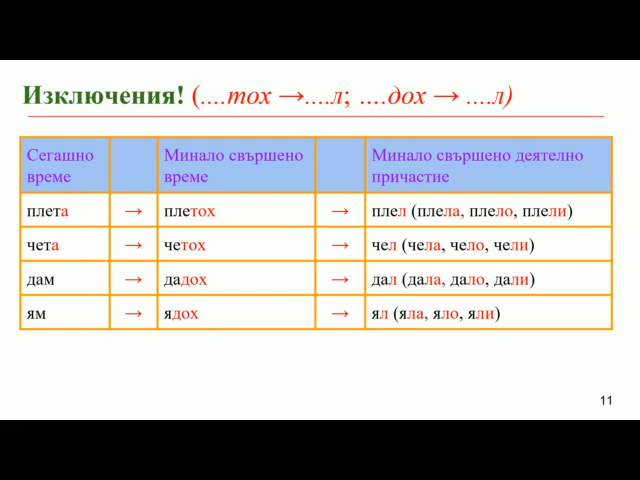 Изключения! (....тох →....л; ....дох → ....л)
Сегашно време Минало свършено време Минало свършено деятелно причастие
плета → плетох → плел (плела, плело, плели)
чета → четох → чел (чела, чело, чели)
дам → дадох → дал (дала, дало, дали)
ям → ядох → ял (яла, яло, яли)
11